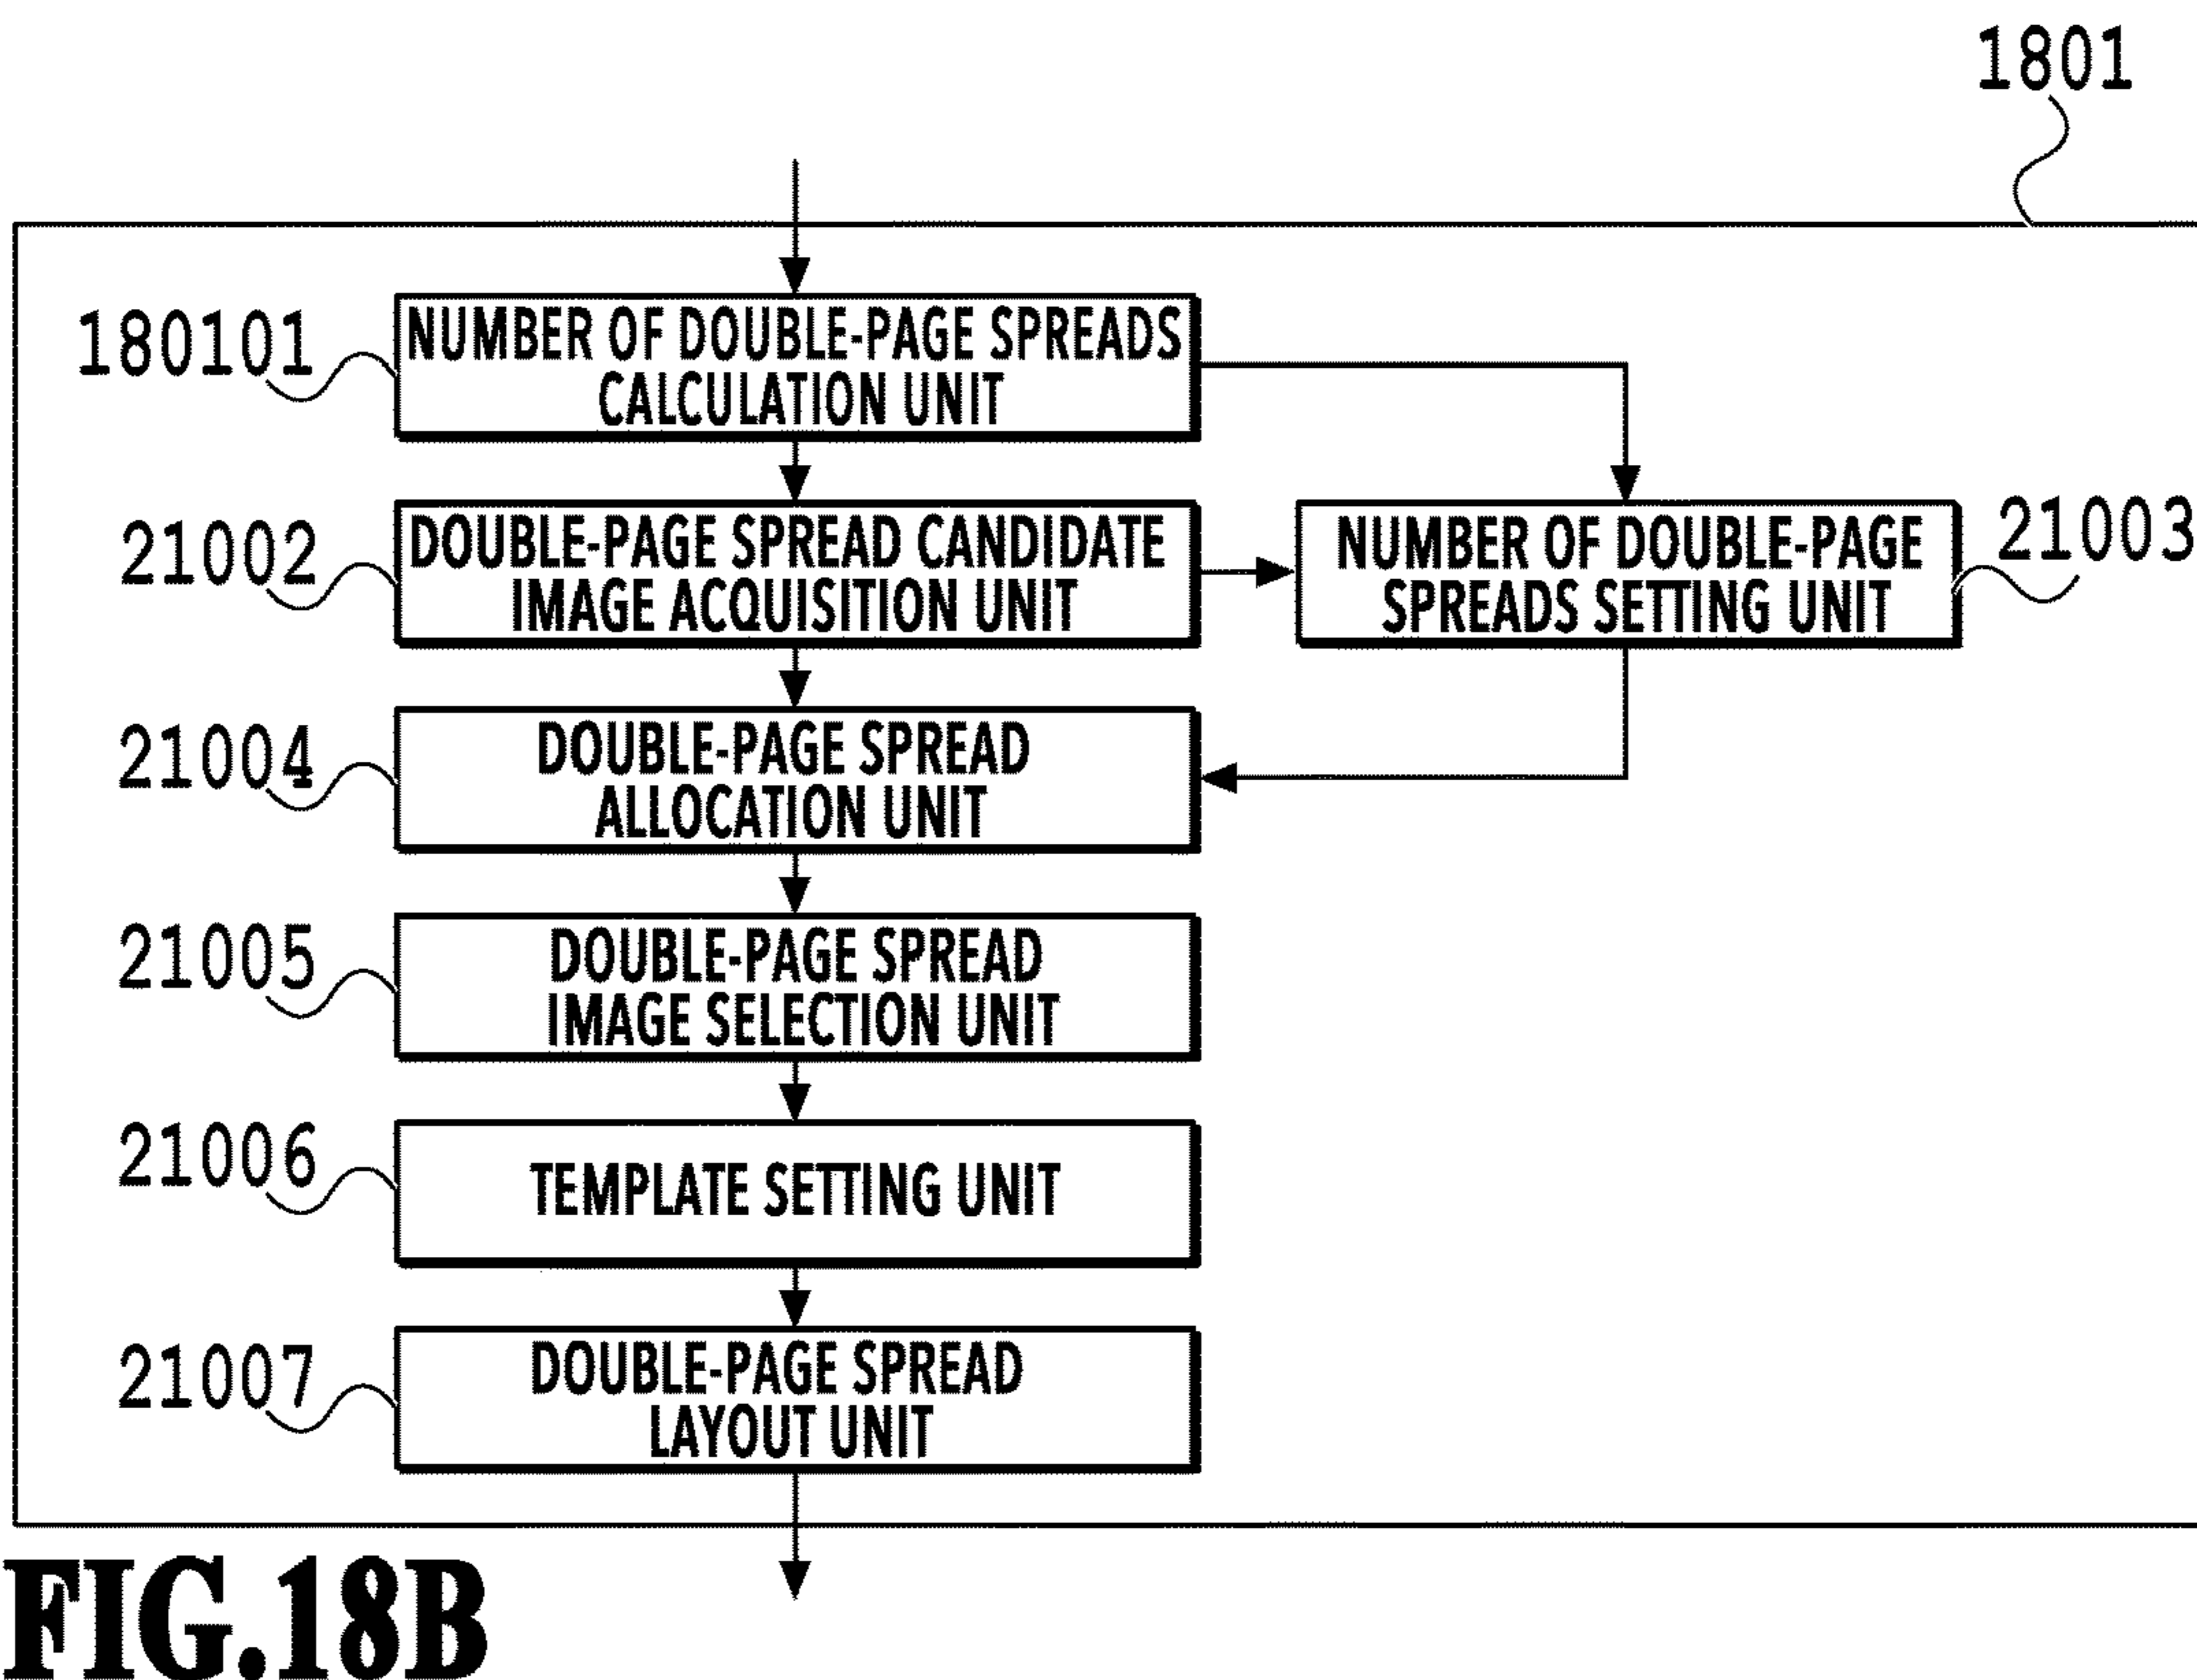 1801
180101
NUMBER OF DOUBLE-PAGE SPREADS
CALCULATION UNIT
21002
DOUBLE-PAGE SPREAD CANDIDATE
IMAGE ACQUISITION UNIT
NUMBER OF DOUBLE-PAGE
SPREADS SETTING UNIT
21003
21004
DOUBLE-PAGE SPREAD
ALLOCATION UNIT
21005
DOUBLE-PAGE SPREAD
IMAGE SELECTION UNIT
21006
TEMPLATE SETTING UNIT
21007
DOUBLE-PAGE SPREAD
LAYOUT UNIT
FIG.18B